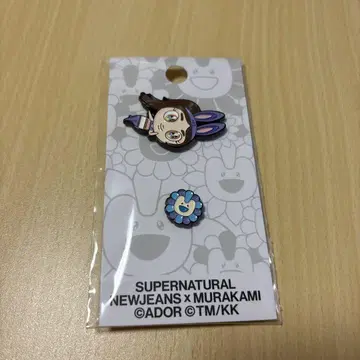 SUPERNATURAL
NEWJEANS x MURAKAMI
©ADOR ©TM/KK